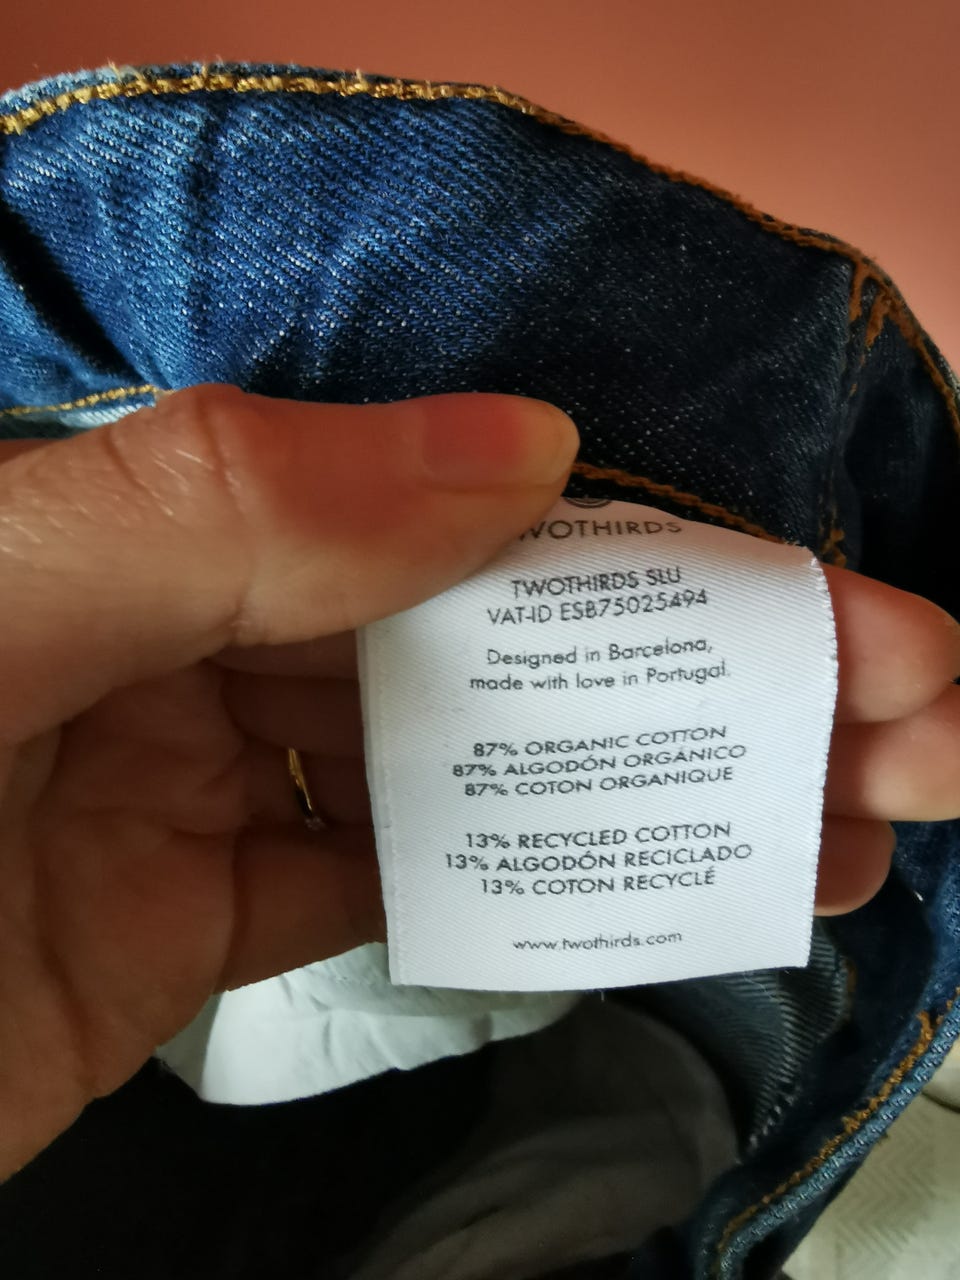 TWOTHIRDS
TWOTHIRDS SLU
VAT-ID ESB75025494
Designed in Barcelona,
made with love in Portugal.
87% ORGANIC COTTON
87% ALGODÓN ORGÁNICO
87% COTON ORGANIQUE
13% RECYCLED COTTON
13% ALGODÓN RECICLADO
13% COTON RECYCLÉ
www.twothirds.com